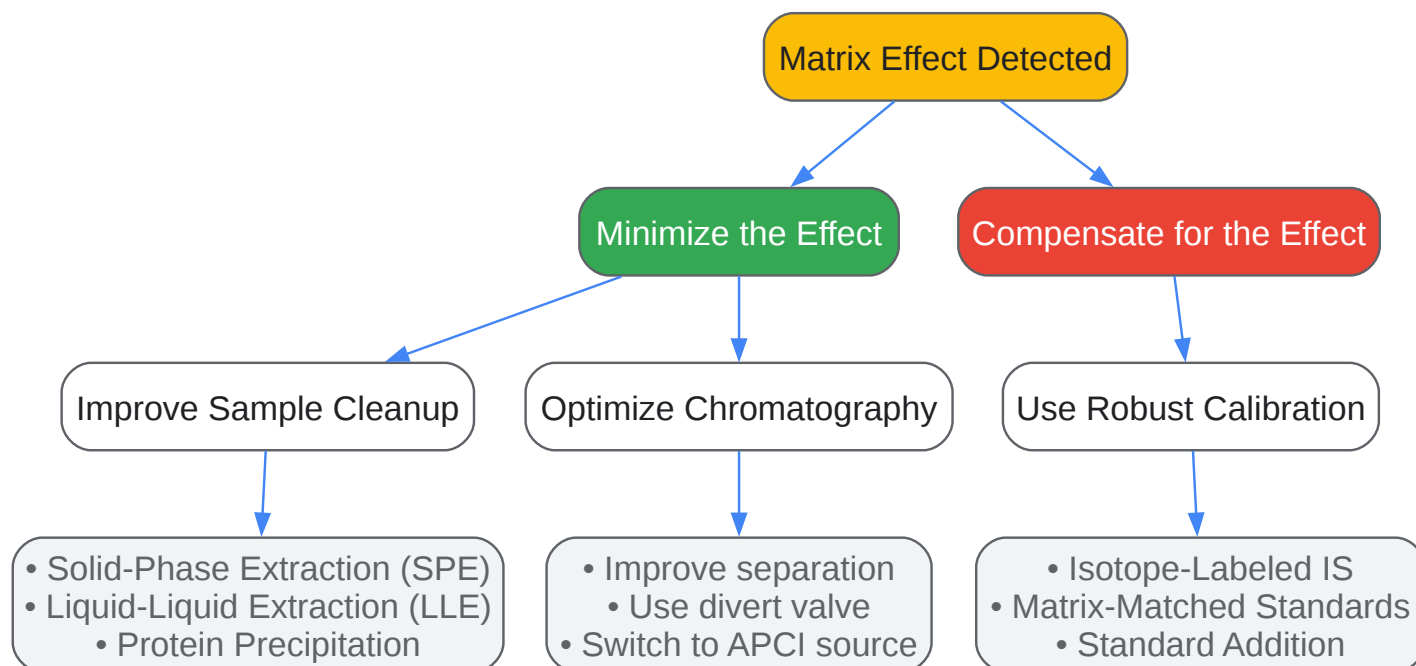 Matrix Effect Detected
Minimize the Effect
Compensate for the Effect
Improve Sample Cleanup
Optimize Chromatography
Use Robust Calibration
• Solid-Phase Extraction (SPE)
• Liquid-Liquid Extraction (LLE)
• Protein Precipitation
• Improve separation
• Use divert valve
• Switch to APCI source
• Isotope-Labeled IS
• Matrix-Matched Standards
• Standard Addition